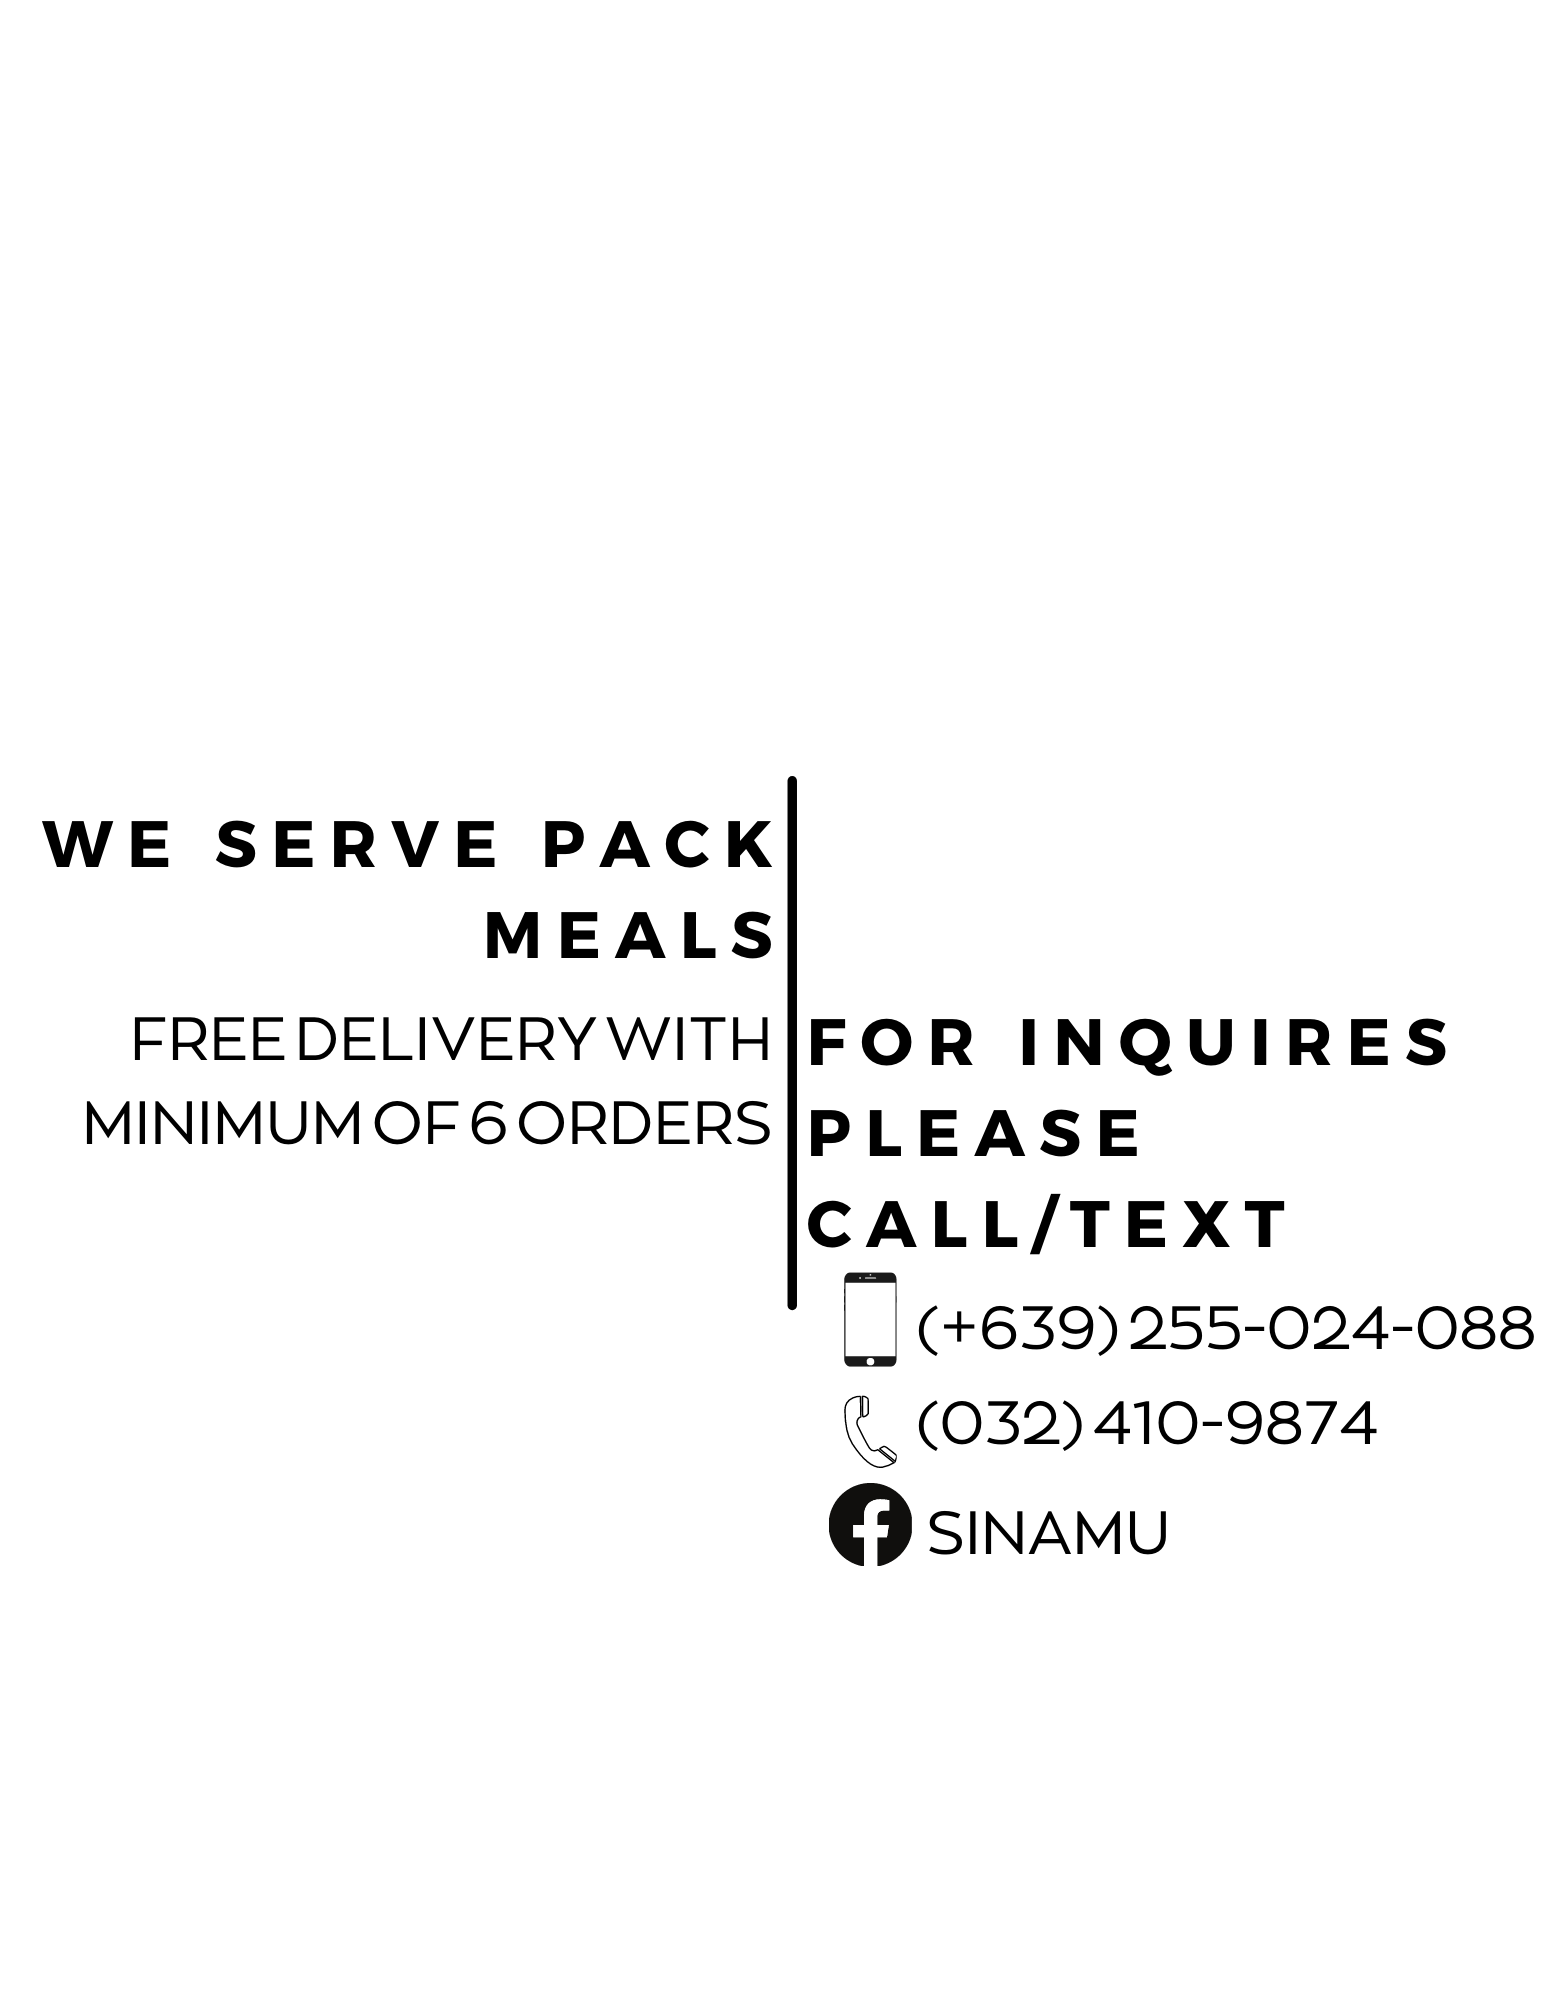 WE SERVE PACK
MEALS
FREE DELIVERY WITH
MINIMUM OF 6 ORDERS
FOR INQUIRES
PLEASE
CALL/TEXT
(+639) 255-024-088
(032) 410-9874
SINAMU